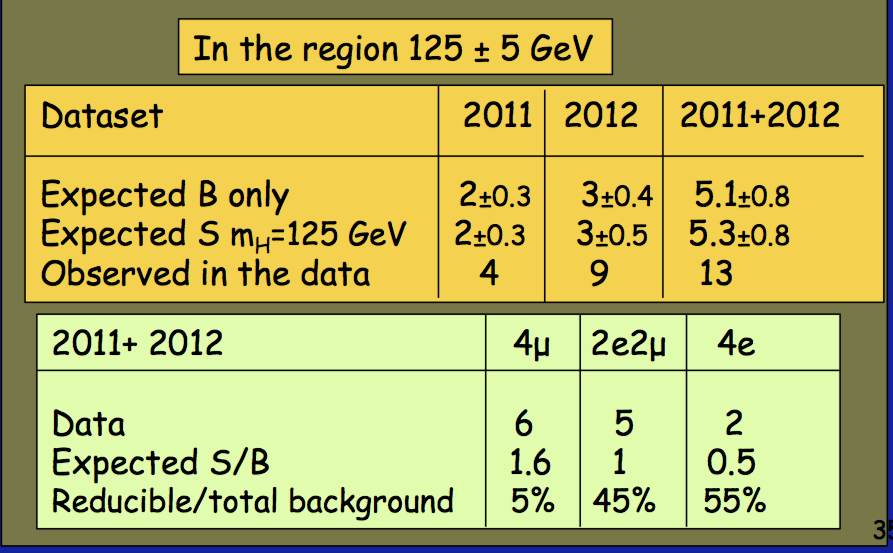 In the region 125 ± 5 GeV
Dataset 2011 2012 2011+2012
Expected B only 2±0.3 3±0.4 5.1±0.8
Expected S mH=125 GeV 2±0.3 3±0.5 5.3±0.8
Observed in the data 4 9 13
2011+ 2012 4μ 2e2μ 4e
Data 6 5 2
Expected S/B 1.6 1 0.5
Reducible/total background 5% 45% 55%
35